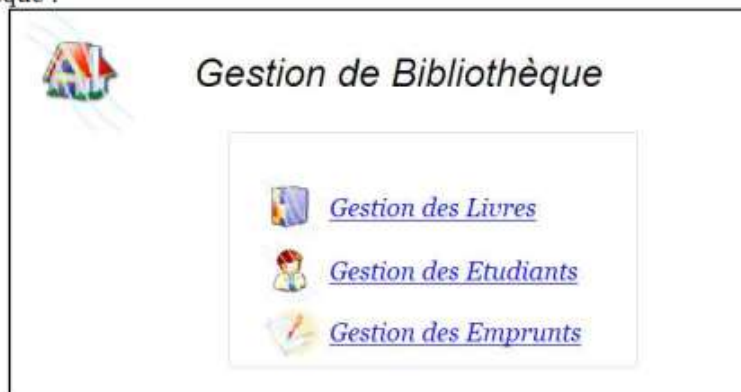 Gestion de Bibliothèque
Gestion des Livres
Gestion des Etudiants
Gestion des Emprunts